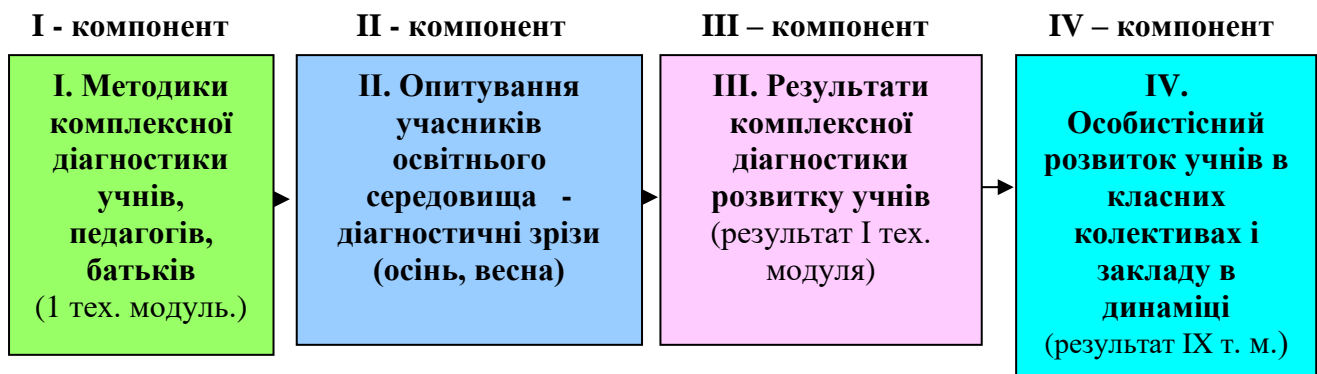 I - компонент
II - компонент
III – компонент
IV – компонент
I. Методики
комплексної
діагностики
учнів,
педагогів,
батьків
(1 тех. модуль.)
II. Опитування
учасників
освітнього
середовища -
діагностичні зрізи
(осінь, весна)
III. Результати
комплексної
діагностики
розвитку учнів
(результат I тех.
модуля)
IV.
Особистісний
розвиток учнів в
класних
колективах і
закладу в
динаміці
(результат IX т. м.)